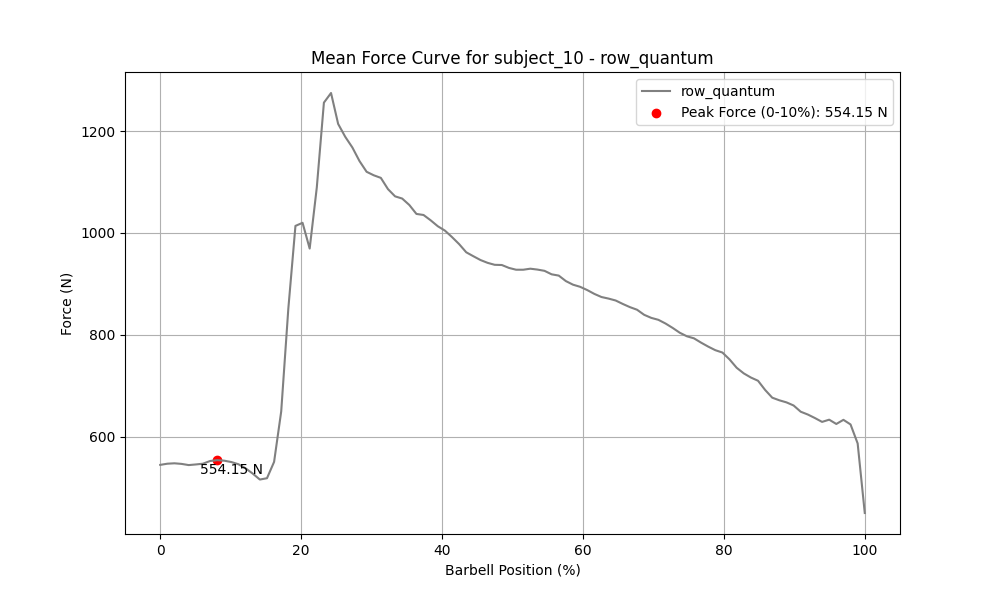 Mean Force Curve for subject_10 - row_quantum
row_quantum
Peak Force (0-10%): 554.15 N
1200
1000
800
600
Force (N)
554.15 N
0
20
40
60
80
100
Barbell Position (%)